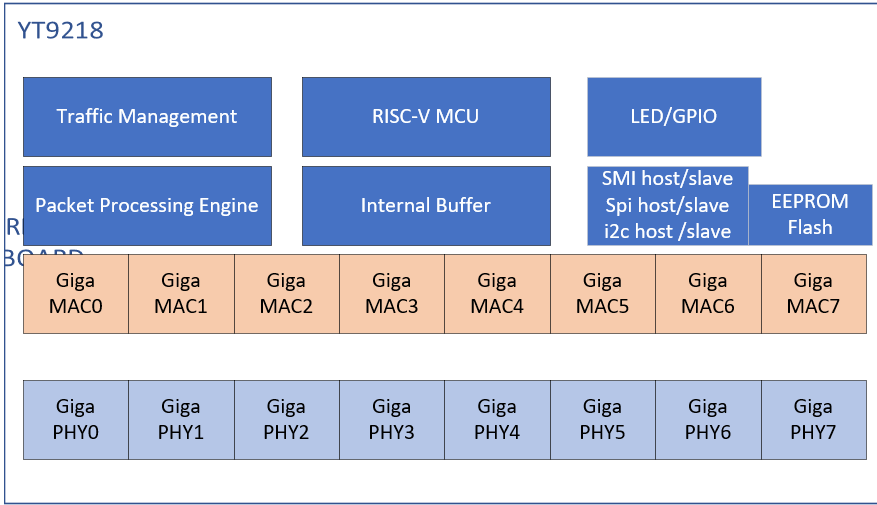 YT9218
Traffic Management
RISC-V MCU
LED/GPIO
Packet Processing Engine
Internal Buffer
SMI host/slave
Spi host/slave
i2c host /slave
EEPROM
Flash
Giga
MAC0
Giga
MAC1
Giga
MAC2
Giga
MAC3
Giga
MAC4
Giga
MAC5
Giga
MAC6
Giga
MAC7
Giga
PHY0
Giga
PHY1
Giga
PHY2
Giga
PHY3
Giga
PHY4
Giga
PHY5
Giga
PHY6
Giga
PHY7